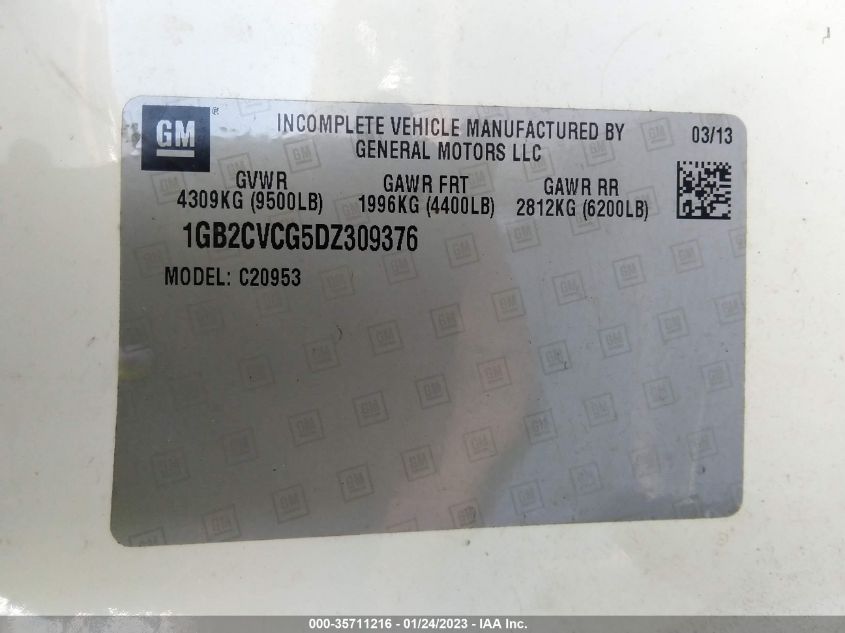 GM®
INCOMPLETE VEHICLE MANUFACTURED BY
GENERAL MOTORS LLC
03/13
GVWR
4309KG (9500LB)
GAWR FRT
1996KG (4400LB)
GAWR RR
2812KG (6200LB)
1GB2CVCG5DZ309376
MODEL: C20953
000-35711216 - 01/24/2023 - IAA Inc.